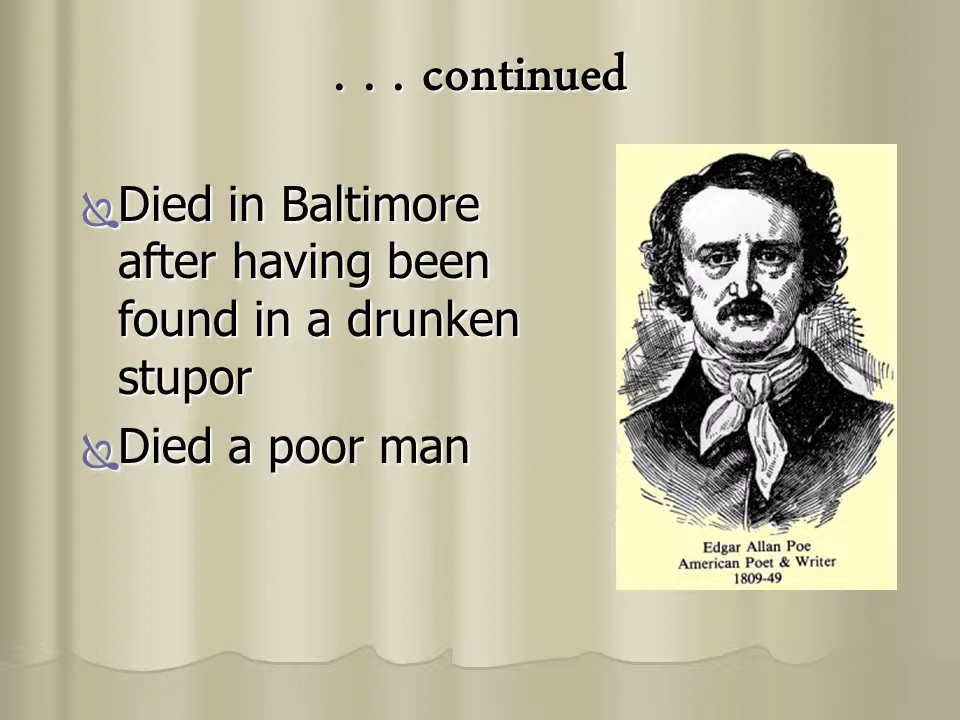 . . . continued
Died in Baltimore
after having been
found in a drunken
stupor
Died a poor man
Edgar Allan Poe
American Poet & Writer
1809-49